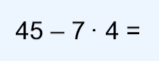 45 – 7 · 4 =